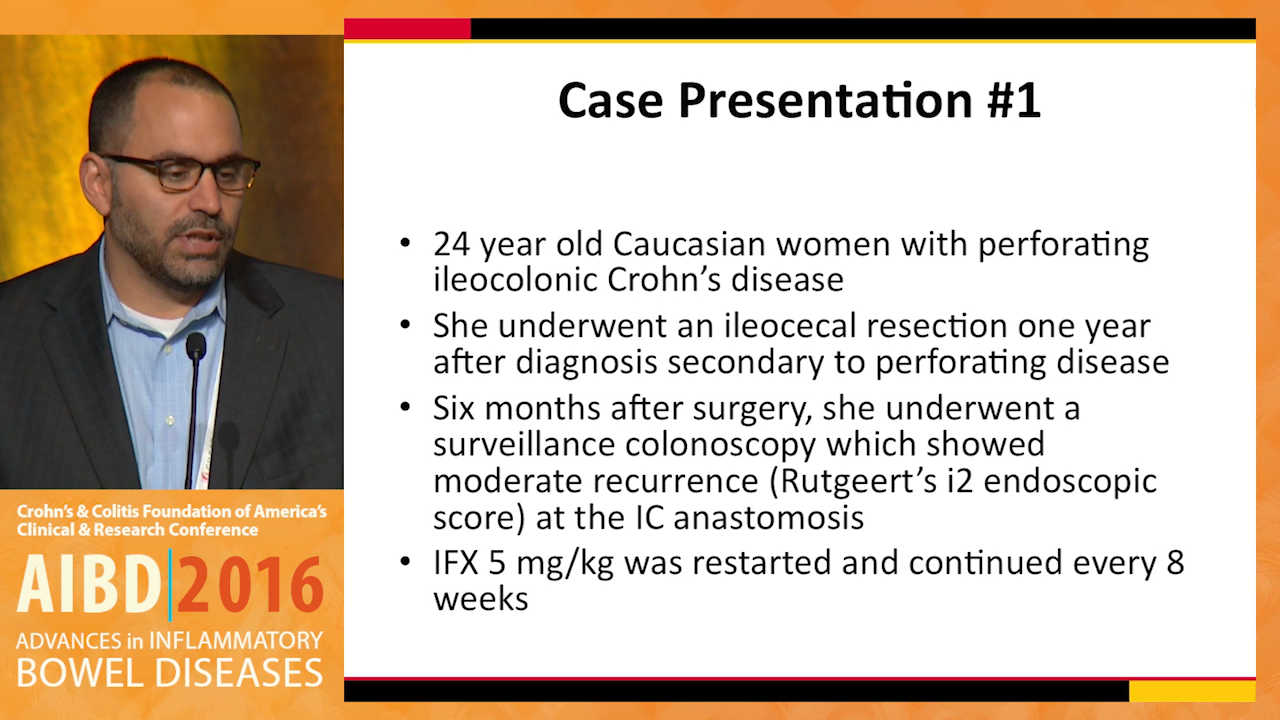 Case Presentation #1
• 24 year old Caucasian women with perforating
ileocolonic Crohn's disease
• She underwent an ileocecal resection one year
after diagnosis secondary to perforating disease
• Six months after surgery, she underwent a
surveillance colonoscopy which showed
moderate recurrence (Rutgeert's i2 endoscopic
score) at the IC anastomosis
• IFX 5 mg/kg was restarted and continued every 8
weeks
Crohn's & Colitis Foundation of America's
Clinical & Research Conference
AIBD|2016
ADVANCES in INFLAMMATORY
BOWEL DISEASES